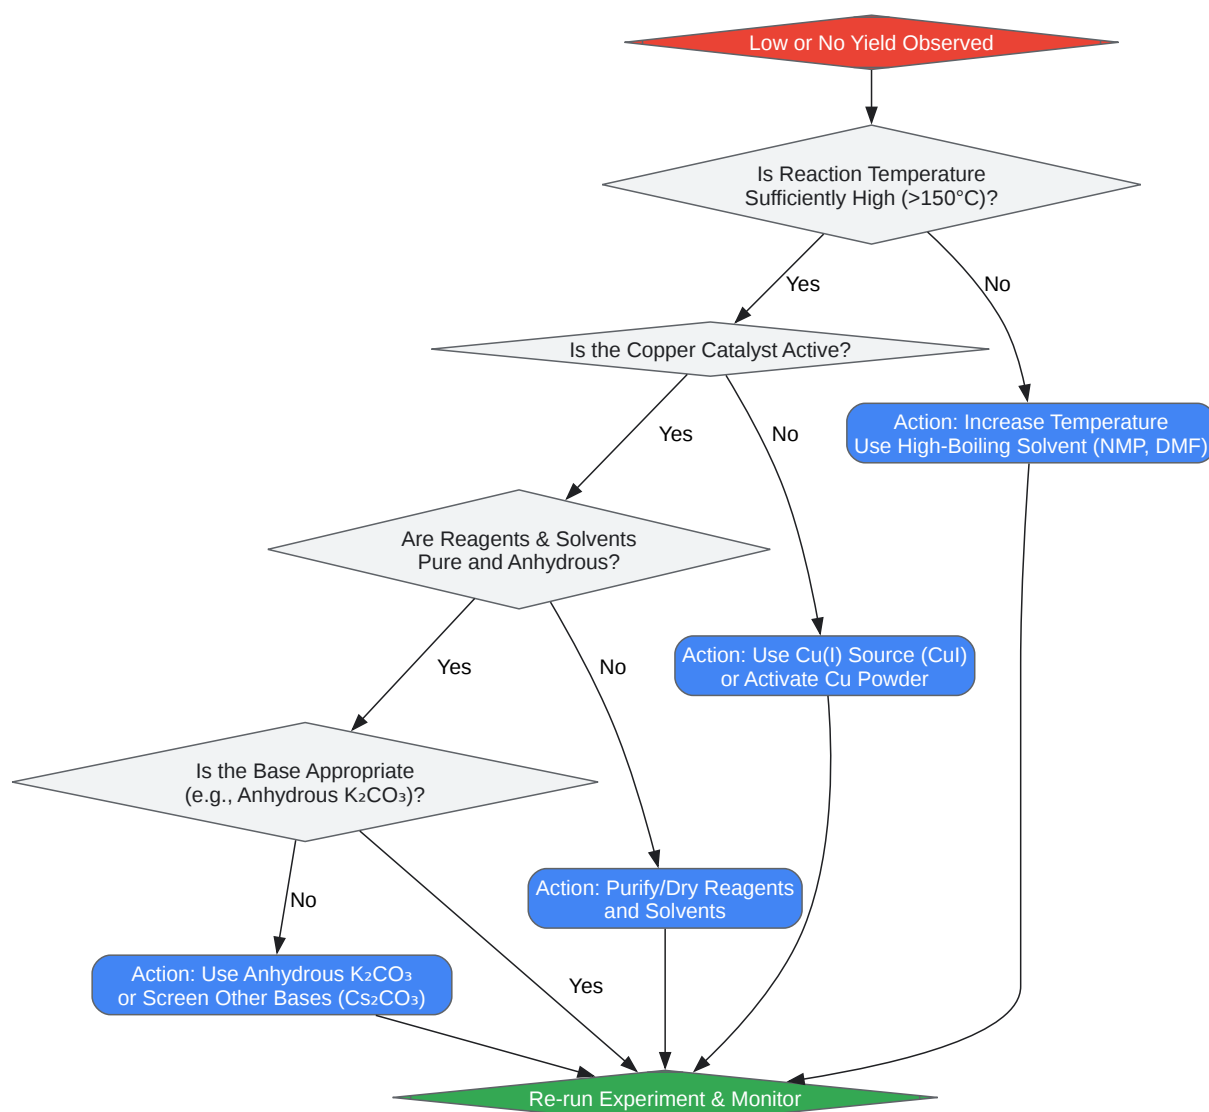 Low or No Yield Observed
Is Reaction Temperature
Sufficiently High (>150°C)?
Yes
No
Is the Copper Catalyst Active?
Action: Increase Temperature
Use High-Boiling Solvent (NMP, DMF)
Yes
No
Are Reagents & Solvents
Pure and Anhydrous?
Action: Use Cu(I) Source (CuI)
or Activate Cu Powder
Yes
No
Is the Base Appropriate
(e.g., Anhydrous K₂CO₃)?
Action: Purify/Dry Reagents
and Solvents
No
Action: Use Anhydrous K₂CO₃
or Screen Other Bases (Cs₂CO₃)
Yes
Re-run Experiment & Monitor